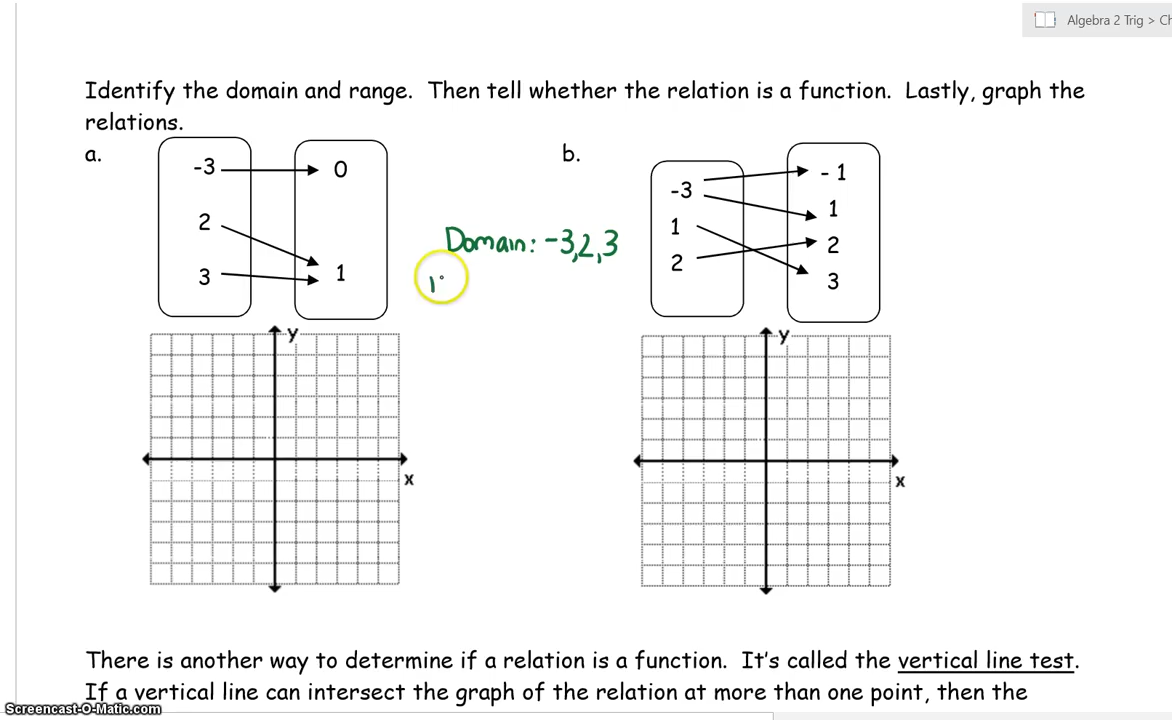 Algebra 2 Trig > Ch
Identify the domain and range. Then tell whether the relation is a function. Lastly, graph the
relations.
a.
-3
2
3
0
1
Domain: -3,2,3
b.
-3
1
2
- 1
1
2
3
y
x
y
x
There is another way to determine if a relation is a function. It's called the vertical line test.
If a vertical line can intersect the graph of the relation at more than one point, then the
Screencast-O-Matic.com